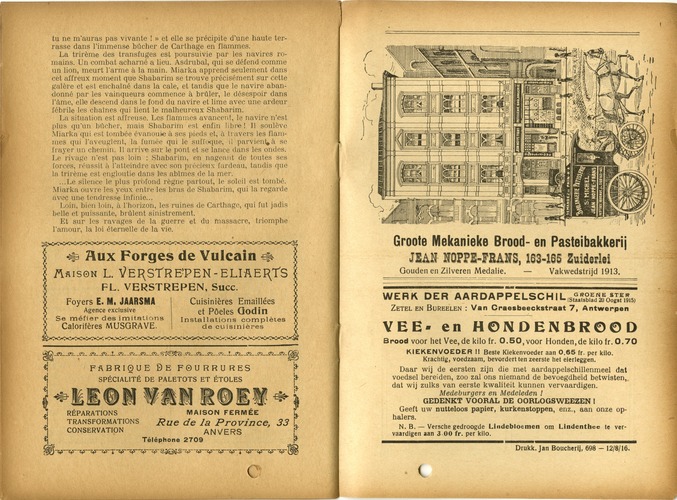 tu ne m'auras pas vivante ! » et elle se précipite d'une haute ter-
rasse dans l'immense bûcher de Carthage en flammes.
La trirème des transfuges est poursuivie par les navires ro-
mains. Un combat acharné a lieu. Asdrubal, qui se défend comme
un lion, meurt l'arme à la main. Miarka apprend seulement dans
cet affreux moment que Shabarim se trouve précisément sur cette
galère et est enchaîné dans la cale, et tandis que le navire aban-
donné par les vainqueurs commence à brûler, le désespoir dans
l'âme, elle descend dans le fond du navire et lime avec une ardeur
fébrile les chaînes qui lient le malheureux Shabarim.
La situation est affreuse. Les flammes avancent, le navire n'est
plus qu'un bûcher, mais Shabarim est enfin libre ! Il soulève
Miarka qui est tombée évanouie à ses pieds et, à travers les flam-
mes qui l'aveuglent, la fumée qui le suffoque, il parvient à se
frayer un chemin. Il arrive sur le pont et se lance dans les ondes.
Le rivage n'est pas loin : Shabarim, en nageant de toutes ses
forces, réussit à l'atteindre avec son précieux fardeau, tandis que
la trirème est engloutie dans les abîmes de la mer.
...Le silence le plus profond règne partout, le soleil est tombé.
Miarka ouvre les yeux entre les bras de Shabarim, qui la regarde
avec une tendresse infinie...
Loin, bien loin, à l'horizon, les ruines de Carthage, qui fut jadis
belle et puissante, brûlent sinistrement.
Et sur les ravages de la guerre et du massacre, triomphe
l'amour, la loi éternelle de la vie.
Aux Forges de Vulcain
MAISON L. VERSTREPEN-ELIAERTS
FL. VERSTREPEN, Succ.
Foyers E. M. JAARSMA
Agence exclusive
Se méfier des imitations
Calorifères MUSGRAVE.
Cuisinières Emaillées
et Pôeles Godin
Installations complètes
de cuisinières
FABRIQUE DE FOURRURES
SPÉCIALITÉ DE PALETOTS ET ÉTOLES
LEON VAN ROEY
RÉPARATIONS
TRANSFORMATIONS
CONSERVATION
MAISON FERMÉE
Rue de la Province, 33
ANVERS
Téléphone 2709
Groote Mekanieke Brood- en Pasteibakkerij
JEAN NOPPE-FRANS, 163-165 Zuiderlei
Gouden en Zilveren Medalie. — Vakwedstrijd 1913.
WERK DER AARDAPPELSCHIL GROENE STER
(Staatsblad 20 Oogst 1915)
ZETEL EN BUREELEN : Van Craesbeeckstraat 7, Antwerpen
VEE- en HONDENBROOD
Brood voor het Vee, de kilo fr. 0.50, voor Honden, de kilo fr. 0.70
KIEKENVOEDER !! Beste Kiekenvoeder aan 0,65 fr. per kilo.
Krachtig, voedzaam, bevordert ten zeerste het eierleggen.
Daar wij de eersten zijn die met aardappelschillenmeel dat
voedsel bereiden, zoo zal ons niemand de bevoegdheid betwisten,
dat wij zulks van eerste kwaliteit kunnen vervaardigen.
Medeburgers en Medeleden !
GEDENKT VOORAL DE OORLOGSWEEZEN !
Geeft uw nutteloos papier, kurkenstoppen, enz., aan onze op-
halers.
N. B. — Versche gedroogde Lindebloemen om Lindenthee te ver-
vaardigen aan 3.00 fr. per kilo.
Drukk. Jan Boucherij, 698 — 12/8/16.